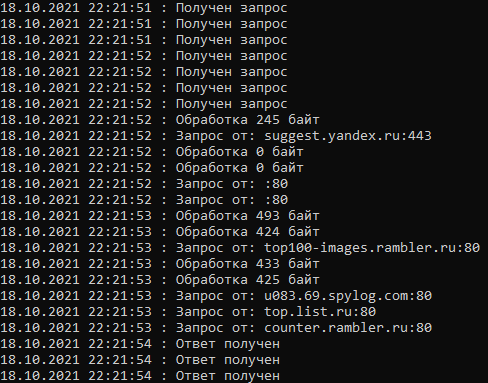 18.10.2021 22:21:51 : Получен запрос
18.10.2021 22:21:51 : Получен запрос
18.10.2021 22:21:51 : Получен запрос
18.10.2021 22:21:52 : Получен запрос
18.10.2021 22:21:52 : Получен запрос
18.10.2021 22:21:52 : Получен запрос
18.10.2021 22:21:52 : Получен запрос
18.10.2021 22:21:52 : Обработка 245 байт
18.10.2021 22:21:52 : Запрос от: suggest.yandex.ru:443
18.10.2021 22:21:52 : Обработка 0 байт
18.10.2021 22:21:52 : Обработка 0 байт
18.10.2021 22:21:52 : Запрос от: :80
18.10.2021 22:21:52 : Запрос от: :80
18.10.2021 22:21:53 : Обработка 493 байт
18.10.2021 22:21:53 : Обработка 424 байт
18.10.2021 22:21:53 : Запрос от: top100-images.rambler.ru:80
18.10.2021 22:21:53 : Обработка 433 байт
18.10.2021 22:21:53 : Обработка 425 байт
18.10.2021 22:21:53 : Запрос от: u083.69.spylog.com:80
18.10.2021 22:21:53 : Запрос от: top.list.ru:80
18.10.2021 22:21:53 : Запрос от: counter.rambler.ru:80
18.10.2021 22:21:54 : Ответ получен
18.10.2021 22:21:54 : Ответ получен
18.10.2021 22:21:54 : Ответ получен